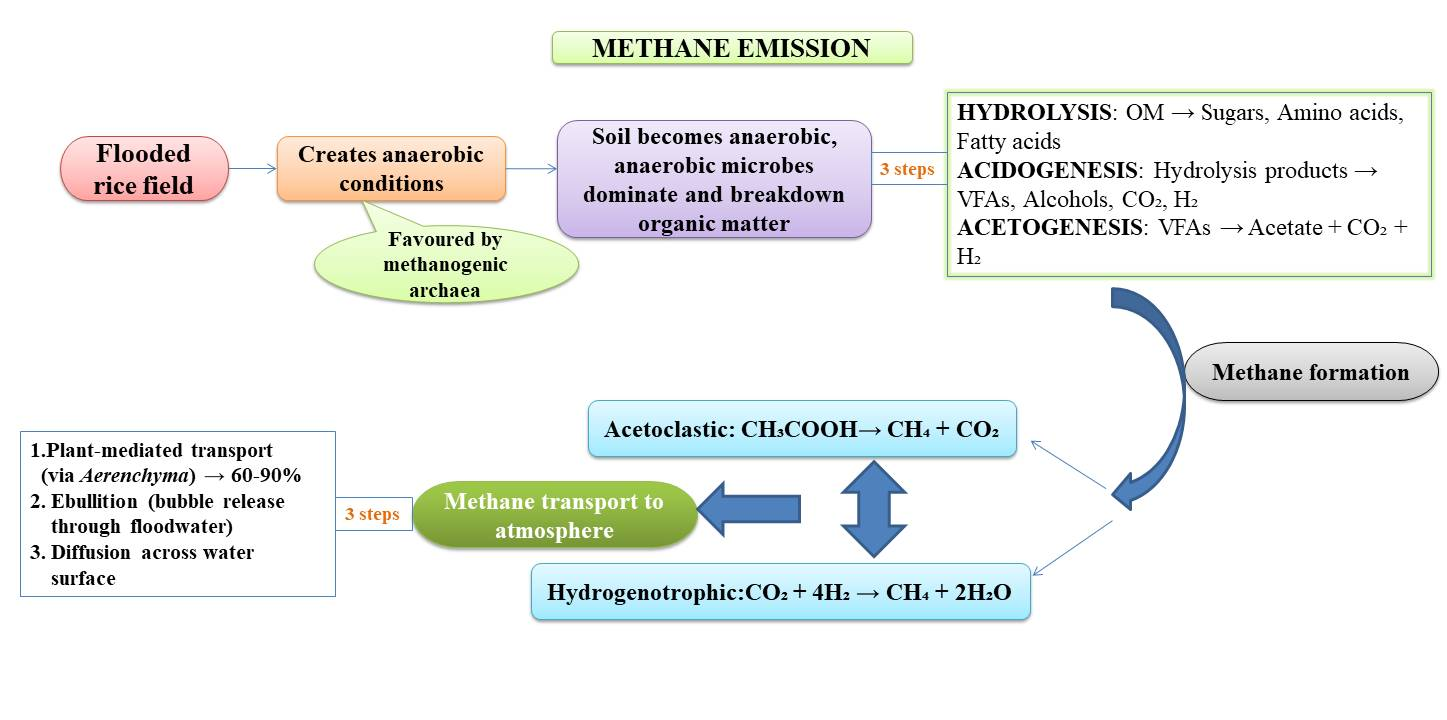 METHANE EMISSION
Flooded
rice field
Creates anaerobic
conditions
Favoured by
methanogenic
archaea
Soil becomes anaerobic,
anaerobic microbes
dominate and breakdown
organic matter
3 steps
HYDROLYSIS: OM → Sugars, Amino acids,
Fatty acids
ACIDOGENESIS: Hydrolysis products →
VFAs, Alcohols, CO₂, H₂
ACETOGENESIS: VFAs → Acetate + CO₂ +
H₂
Methane formation
Acetoclastic: CH₃COOH→ CH₄ + CO₂
Hydrogenotrophic:CO₂ + 4H₂ → CH₄ + 2H₂O
Methane transport to
atmosphere
3 steps
1.Plant-mediated transport
(via Aerenchyma) → 60-90%
2. Ebullition (bubble release
through floodwater)
3. Diffusion across water
surface